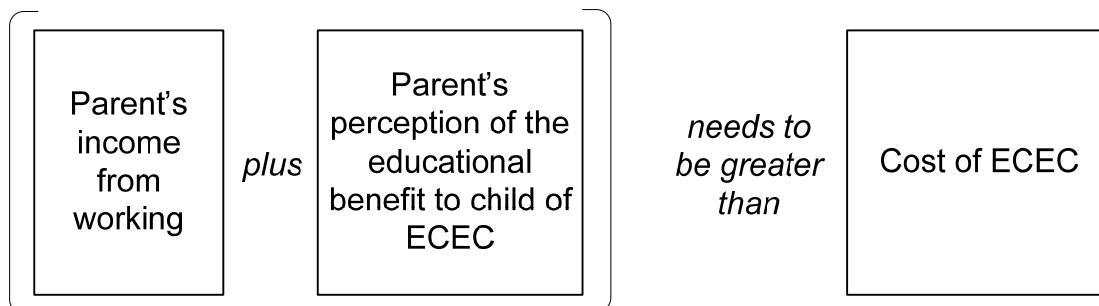 Parent's
income
from
working
plus
Parent's
perception of the
educational
benefit to child of
ECEC
needs to
be greater
than
Cost of ECEC